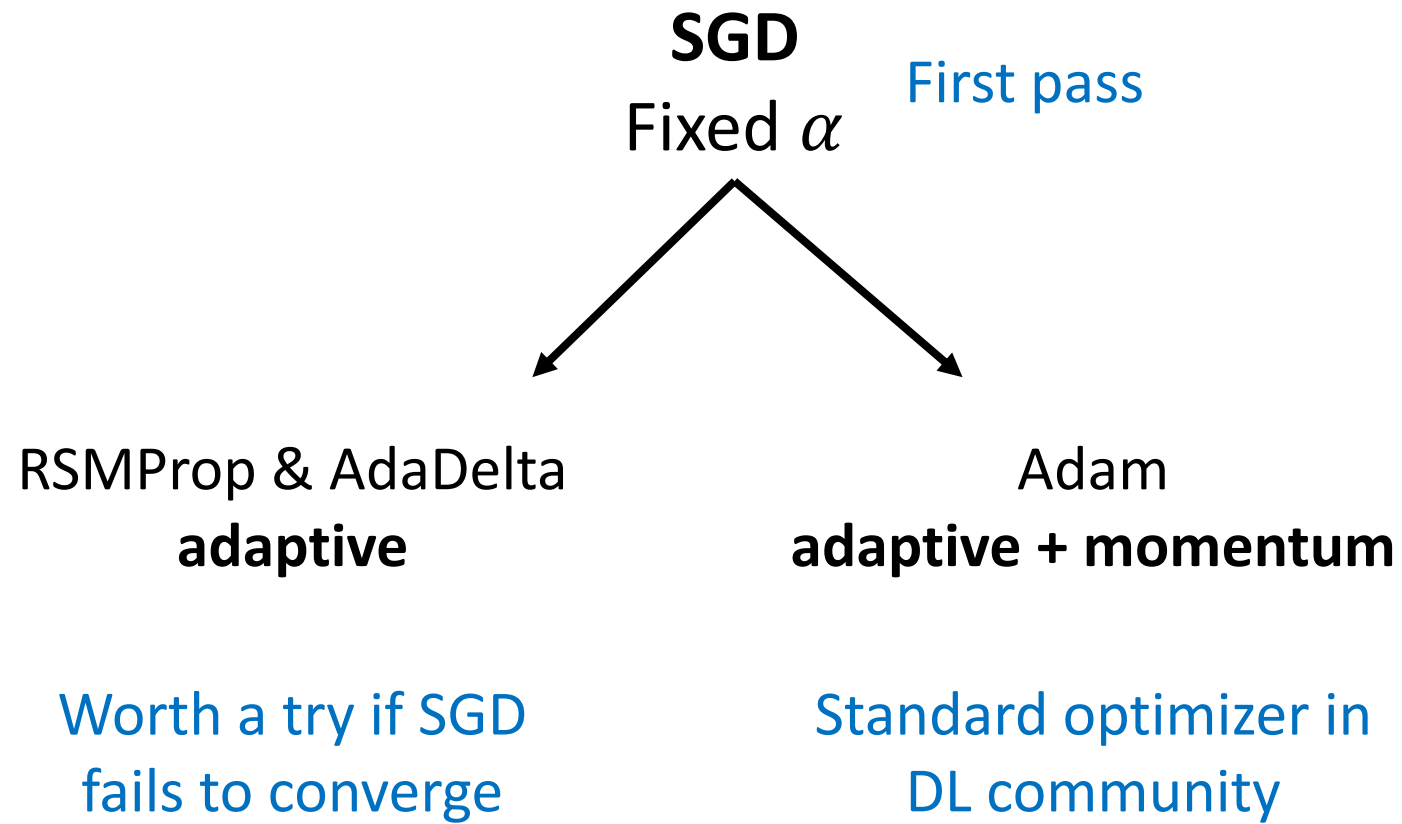 SGD
First pass
Fixed α
RSMProp & AdaDelta
adaptive
Worth a try if SGD
fails to converge
Adam
adaptive + momentum
Standard optimizer in
DL community